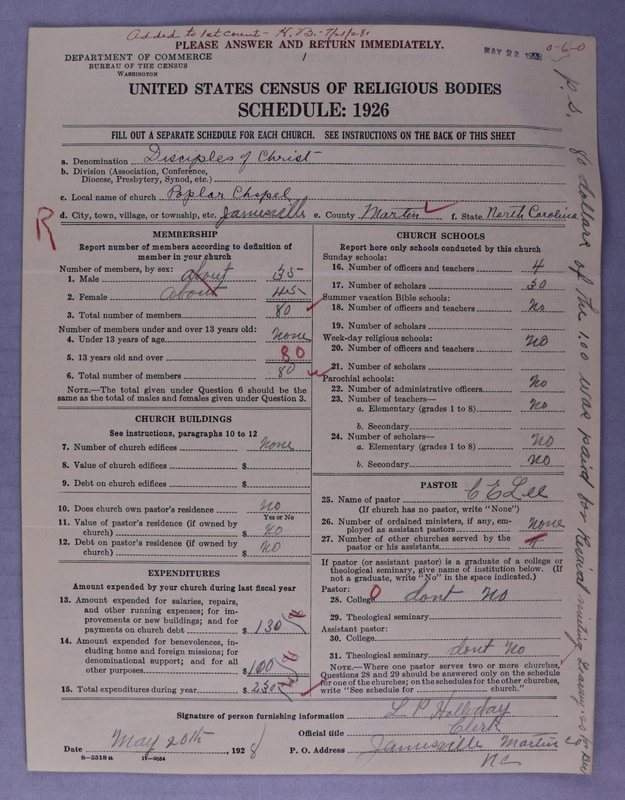 Added to 1st count - H.B. - 7/21/28
PLEASE ANSWER AND RETURN IMMEDIATELY.
MAY 22 1928
0-6-0
DEPARTMENT OF COMMERCE
BUREAU OF THE CENSUS
WASHINGTON
1
UNITED STATES CENSUS OF RELIGIOUS BODIES
SCHEDULE: 1926
FILL OUT A SEPARATE SCHEDULE FOR EACH CHURCH. SEE INSTRUCTIONS ON THE BACK OF THIS SHEET
a. Denomination Disciples of Christ
b. Division (Association, Conference,
Diocese, Presbytery, Synod, etc.)
c. Local name of church Poplar Chapel
d. City, town, village, or township, etc. Jamesville e. County Martin f. State North Carolina
R
MEMBERSHIP
Report number of members according to definition of
member in your church
Number of members, by sex:
1. Male about 35
2. Female about 45
3. Total number of members 80
Number of members under and over 13 years old:
4. Under 13 years of age None
5. 13 years old and over 80
6. Total number of members 80
NOTE.—The total given under Question 6 should be
same as the total of males and females given under Question 3.
CHURCH BUILDINGS
See instructions, paragraphs 10 to 12
7. Number of church edifices None
8. Value of church edifices $
9. Debt on church edifices $
10. Does church own pastor's residence no
Yes or No
11. Value of pastor's residence (if owned by
church) $ No
12. Debt on pastor's residence (if owned by
church) $ No
EXPENDITURES
Amount expended by church during last fiscal year
13. Amount expended for salaries, repairs,
and other running expenses; for im-
provements or new buildings; and for
payments on church debt $ 130
14. Amount expended for benevolences, in-
cluding home and foreign missions; for
denominational support; and for all
other purposes $ 100
15. Total expenditures during year $ 230
CHURCH SCHOOLS
Report here only schools conducted by this church
Sunday schools:
16. Number of officers and teachers 4
17. Number of scholars 30
Summer vacation Bible schools:
18. Number of officers and teachers No
19. Number of scholars
Week-day religious schools:
20. Number of officers and teachers No
21. Number of scholars
Parochial schools:
22. Number of administrative officers No
23. Number of teachers—
a. Elementary (grades 1 to 8) No
b. Secondary
24. Number of scholars—
a. Elementary (grades 1 to 8) No
b. Secondary No
PASTOR
25. Name of pastor C E Lee
(If church has no pastor, write "None")
26. Number of ordained ministers, if any, em-
ployed as assistant pastors None
27. Number of other churches served by the
pastor or his assistants
If pastor (or assistant pastor) is a graduate of a college or
theological seminary, give name of institution below. (If
not a graduate, write "No" in the space indicated.)
Pastor:
28. College 0 dont No
29. Theological seminary
Assistant pastor:
30. College
31. Theological seminary dont No
NOTE.—Where one pastor serves two or more churches,
Questions 28 and 29 should be answered only on the schedule
for one of the churches; on the schedules for the other churches,
write "See schedule for church."
Signature of person furnishing information L P Holliday
Official title Clerk
Date May 20th, 1928 P. O. Address Jamesville Martin Co
NC
S-5518 a 11-9054
P.S. 80 dollars of the 100 was paid for Revival meeting